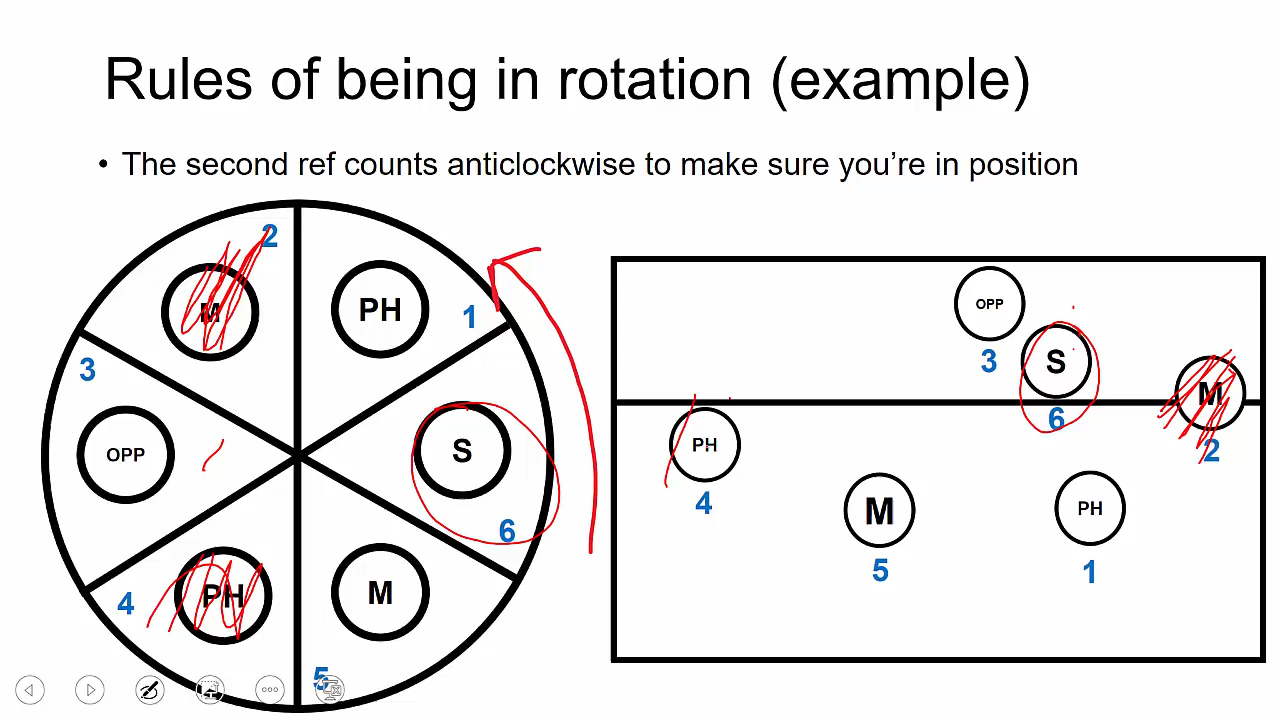 Rules of being in rotation (example)
• The second ref counts anticlockwise to make sure you’re in position
2
M
PH
1
3
OPP
S
6
4
PH
M
5
OPP
3
S
6
M
2
PH
4
M
5
PH
1